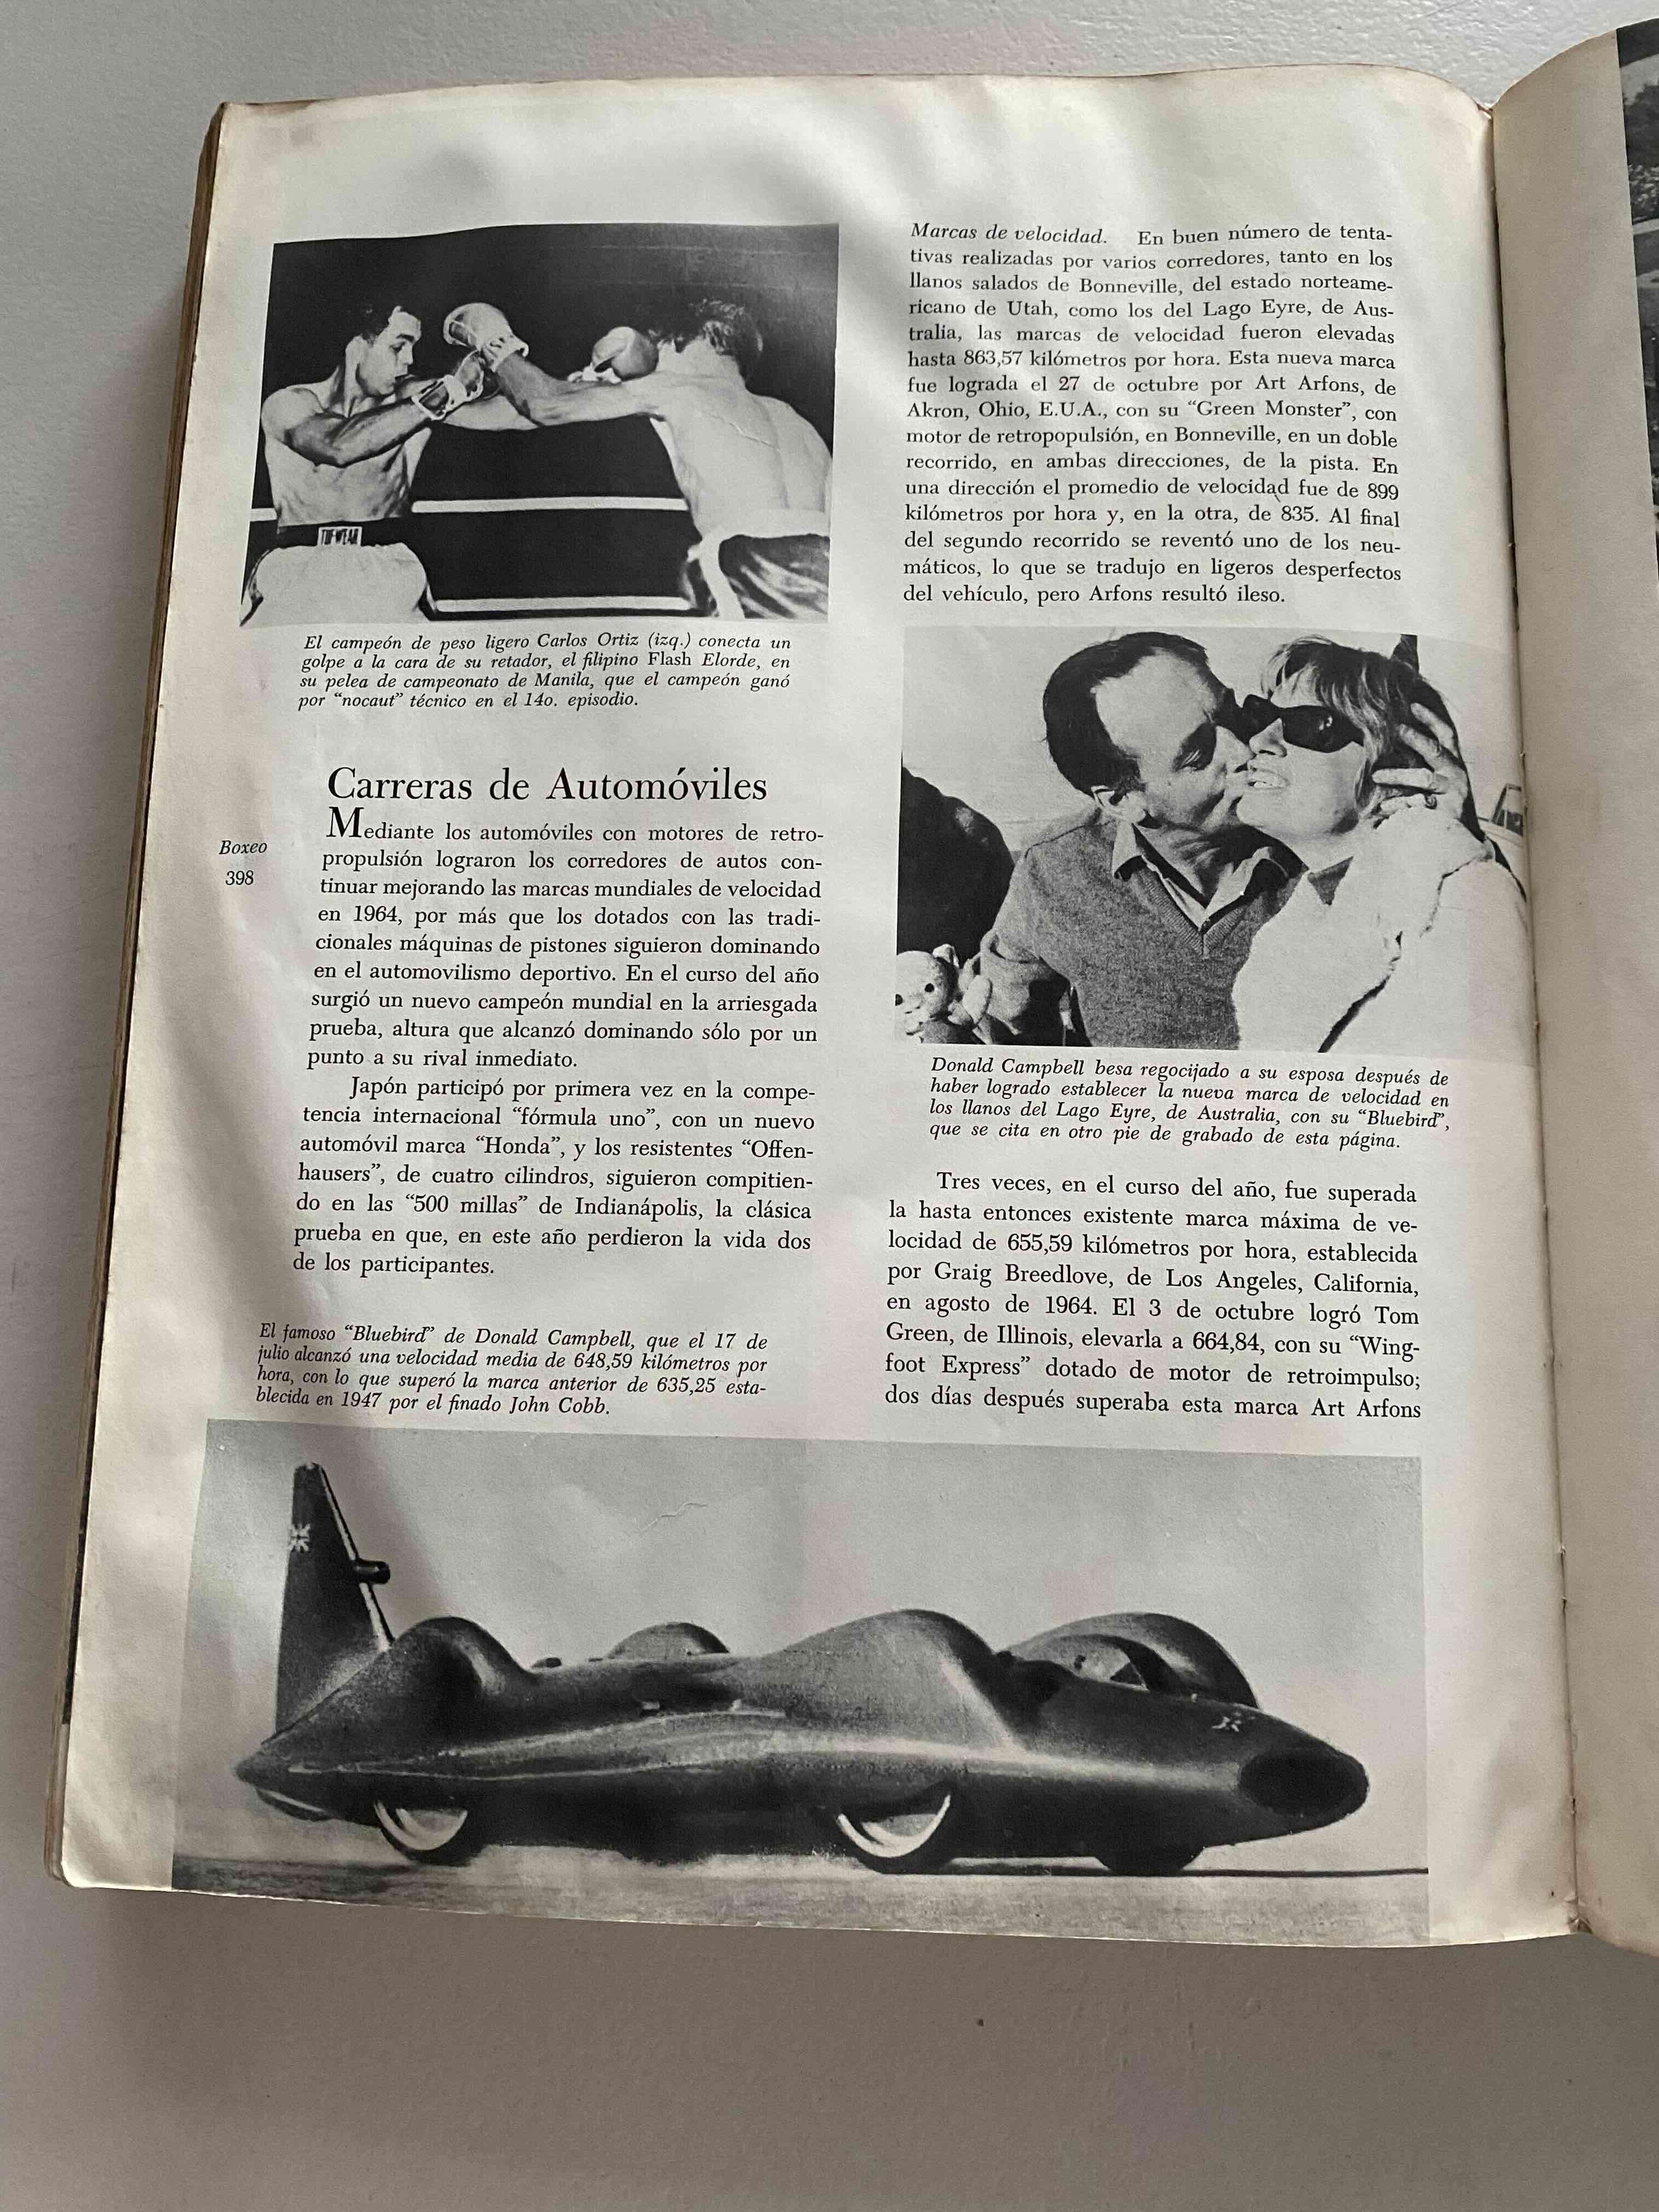 TUF-WEAR
El campeón de peso ligero Carlos Ortiz (izq.) conecta un
golpe a la cara de su retador, el filipino Flash Elorde, en
su pelea de campeonato de Manila, que el campeón ganó
por “nocaut” técnico en el 14o. episodio.
Carreras de Automóviles
Mediante los automóviles con motores de retro-
propulsión lograron los corredores de autos con-
tinuar mejorando las marcas mundiales de velocidad
en 1964, por más que los dotados con las tradi-
cionales máquinas de pistones siguieron dominando
en el automovilismo deportivo. En el curso del año
surgió un nuevo campeón mundial en la arriesgada
prueba, altura que alcanzó dominando sólo por un
punto a su rival inmediato.
Japón participó por primera vez en la compe-
tencia internacional “fórmula uno”, con un nuevo
automóvil marca “Honda”, y los resistentes “Offen-
hausers”, de cuatro cilindros, siguieron compitien-
do en las “500 millas” de Indianápolis, la clásica
prueba en que, en este año perdieron la vida dos
de los participantes.
Boxeo
398
El famoso “Bluebird” de Donald Campbell, que el 17 de
julio alcanzó una velocidad media de 648,59 kilómetros por
hora, con lo que superó la marca anterior de 635,25 esta-
blecida en 1947 por el finado John Cobb.
Marcas de velocidad. En buen número de tenta-
tivas realizadas por varios corredores, tanto en los
llanos salados de Bonneville, del estado norteame-
ricano de Utah, como los del Lago Eyre, de Aus-
tralia, las marcas de velocidad fueron elevadas
hasta 863,57 kilómetros por hora. Esta nueva marca
fue lograda el 27 de octubre por Art Arfons, de
Akron, Ohio, E.U.A., con su “Green Monster”, con
motor de retropopulsión, en Bonneville, en un doble
recorrido, en ambas direcciones, de la pista. En
una dirección el promedio de velocidad fue de 899
kilómetros por hora y, en la otra, de 835. Al final
del segundo recorrido se reventó uno de los neu-
máticos, lo que se tradujo en ligeros desperfectos
del vehículo, pero Arfons resultó ileso.
Donald Campbell besa regocijado a su esposa después de
haber logrado establecer la nueva marca de velocidad en
los llanos del Lago Eyre, de Australia, con su “Bluebird”,
que se cita en otro pie de grabado de esta página.
Tres veces, en el curso del año, fue superada
la hasta entonces existente marca máxima de ve-
locidad de 655,59 kilómetros por hora, establecida
por Graig Breedlove, de Los Angeles, California,
en agosto de 1964. El 3 de octubre logró Tom
Green, de Illinois, elevarla a 664,84, con su “Wing-
foot Express” dotado de motor de retroimpulso;
dos días después superaba esta marca Art Arfons